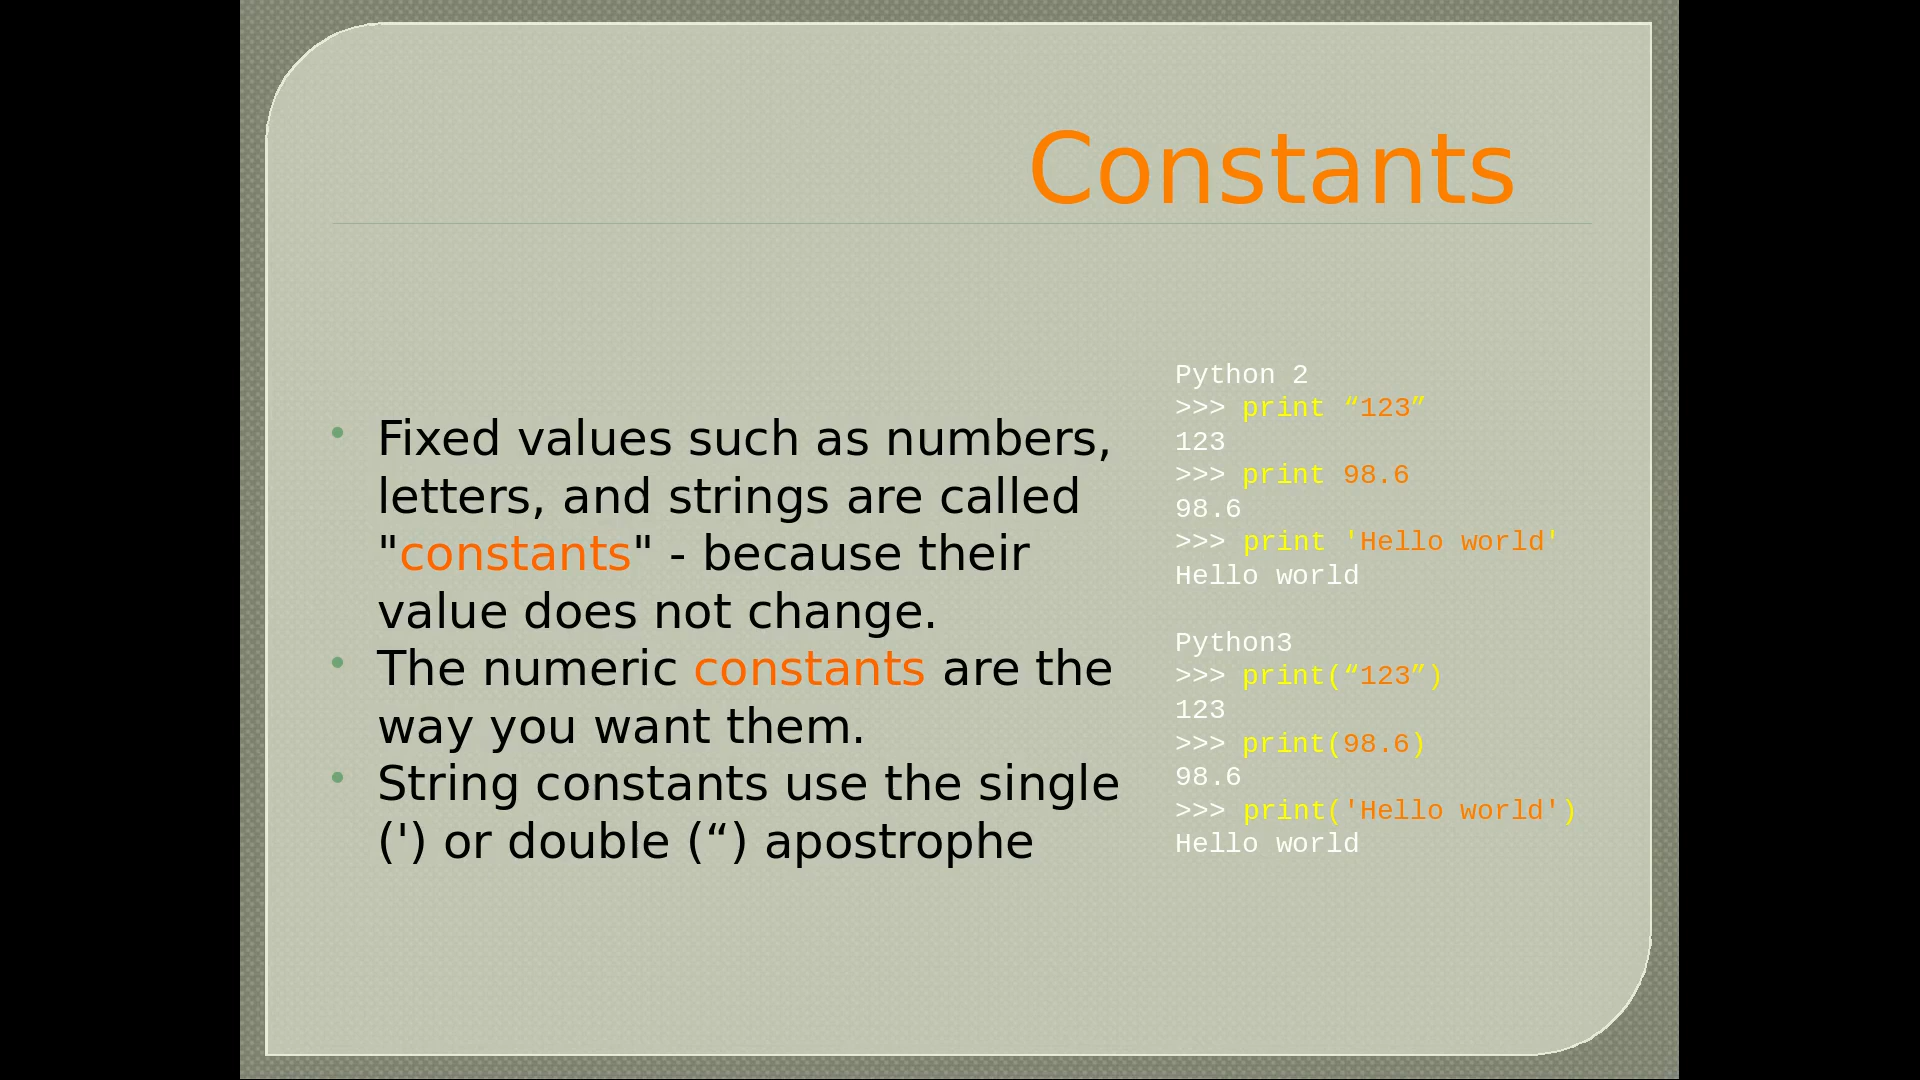 Constants
• Fixed values such as numbers,
letters, and strings are called
"constants" - because their
value does not change.
• The numeric constants are the
way you want them.
• String constants use the single
(') or double (“) apostrophe
Python 2
>>> print “123”
123
>>> print 98.6
98.6
>>> print 'Hello world'
Hello world
Python3
>>> print(“123”)
123
>>> print(98.6)
98.6
>>> print('Hello world')
Hello world